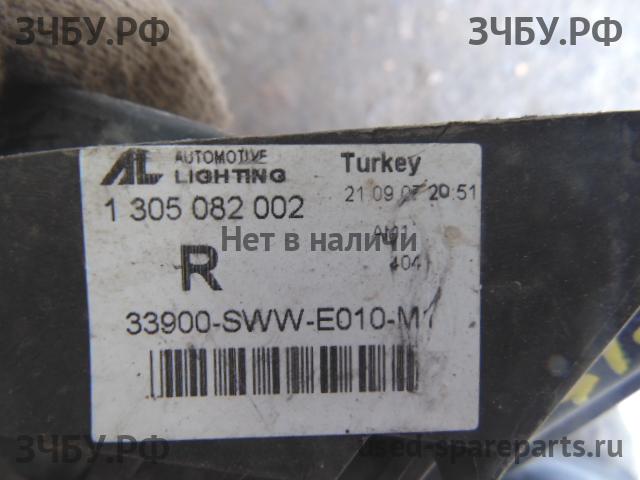 ЗЧБУ.РФ
ЗЧБУ.РФ
AL AUTOMOTIVE LIGHTING
Turkey
21 09 07 20:51
1 305 082 002
Нет в наличи
R
404
33900-SWW-E010-M1
ЗЧБУ.РФ
used-spareparts.ru